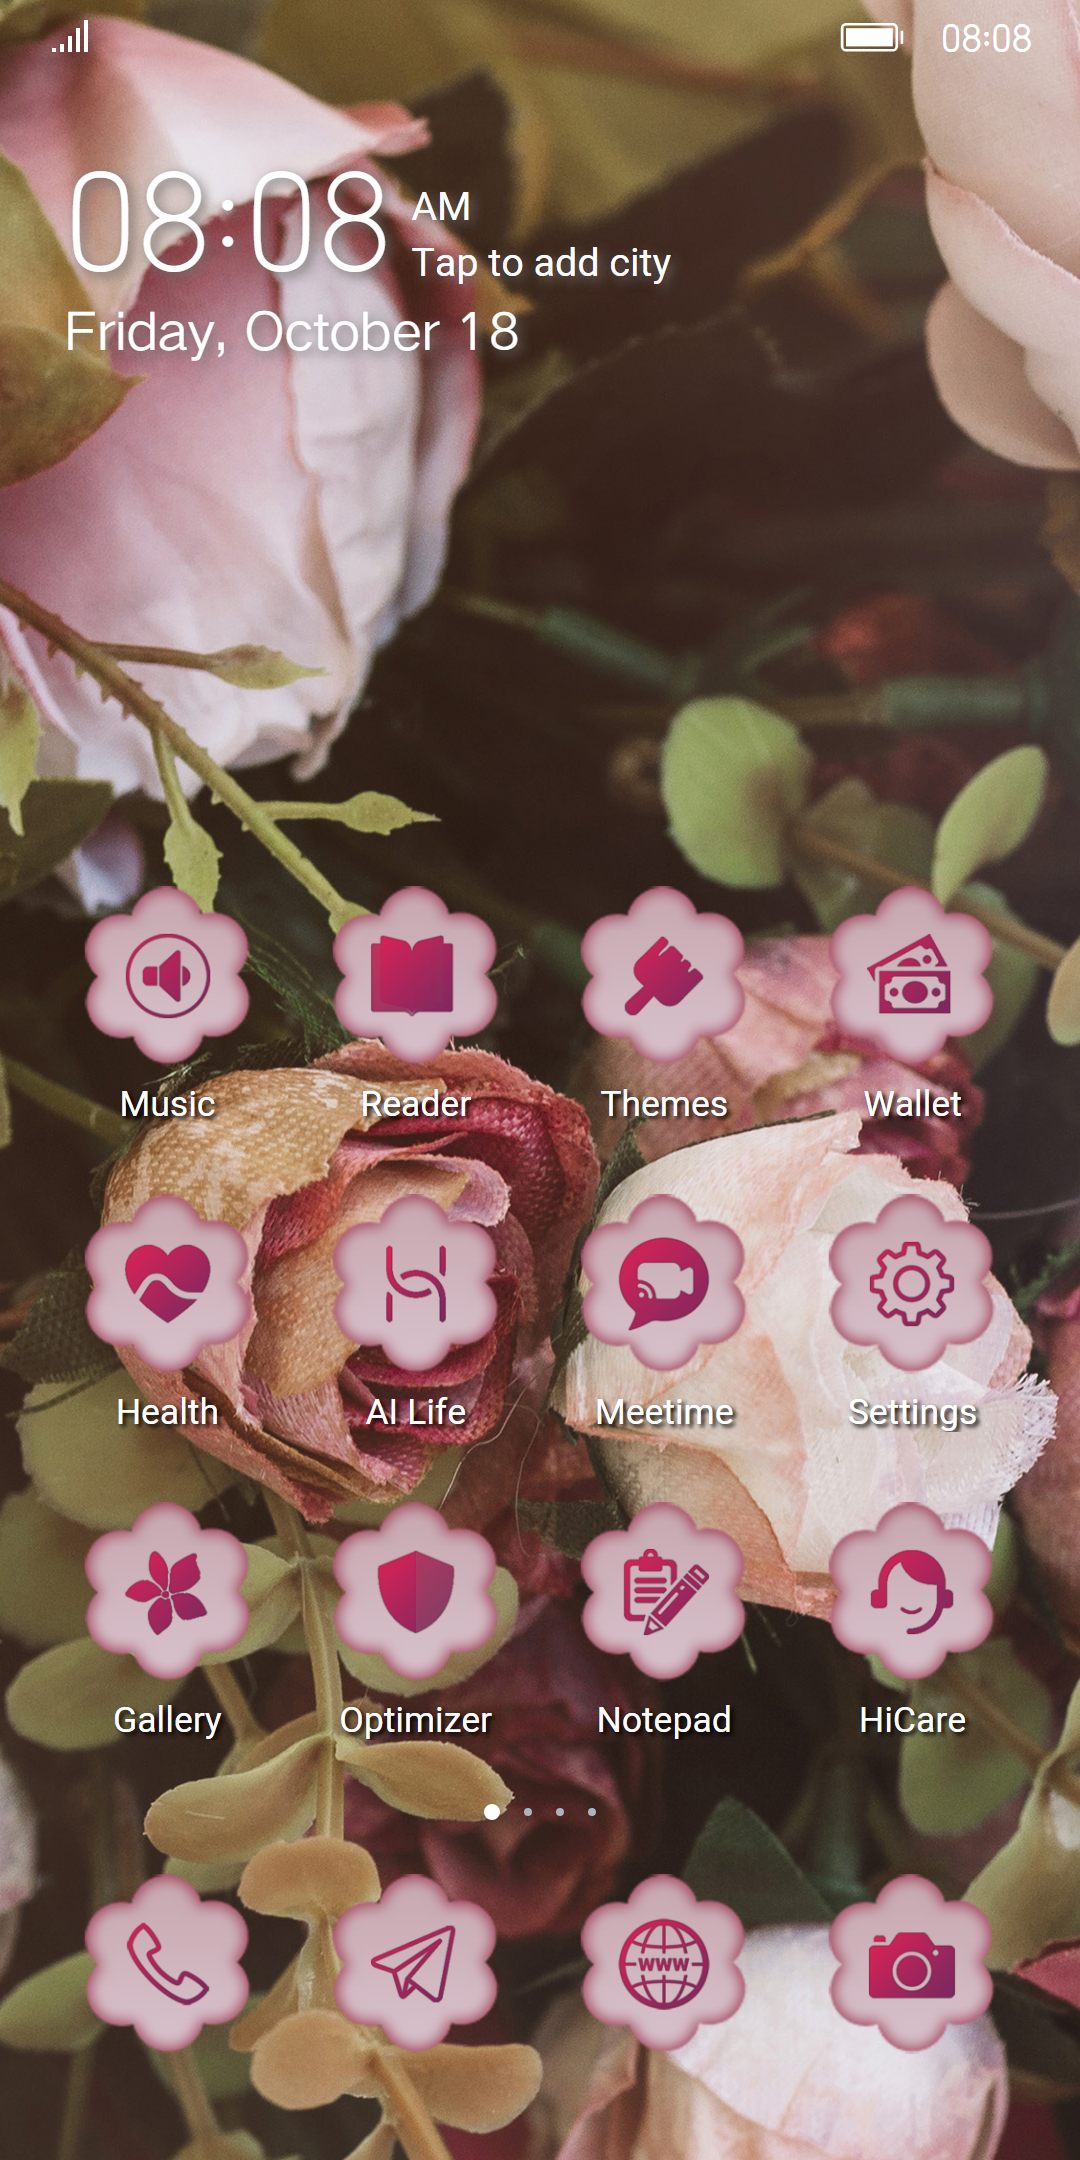 08:08
08:08 AM
Tap to add city
Friday, October 18
Music Reader Themes Wallet
Health AI Life Meetime Settings
Gallery Optimizer Notepad HiCare
WWW